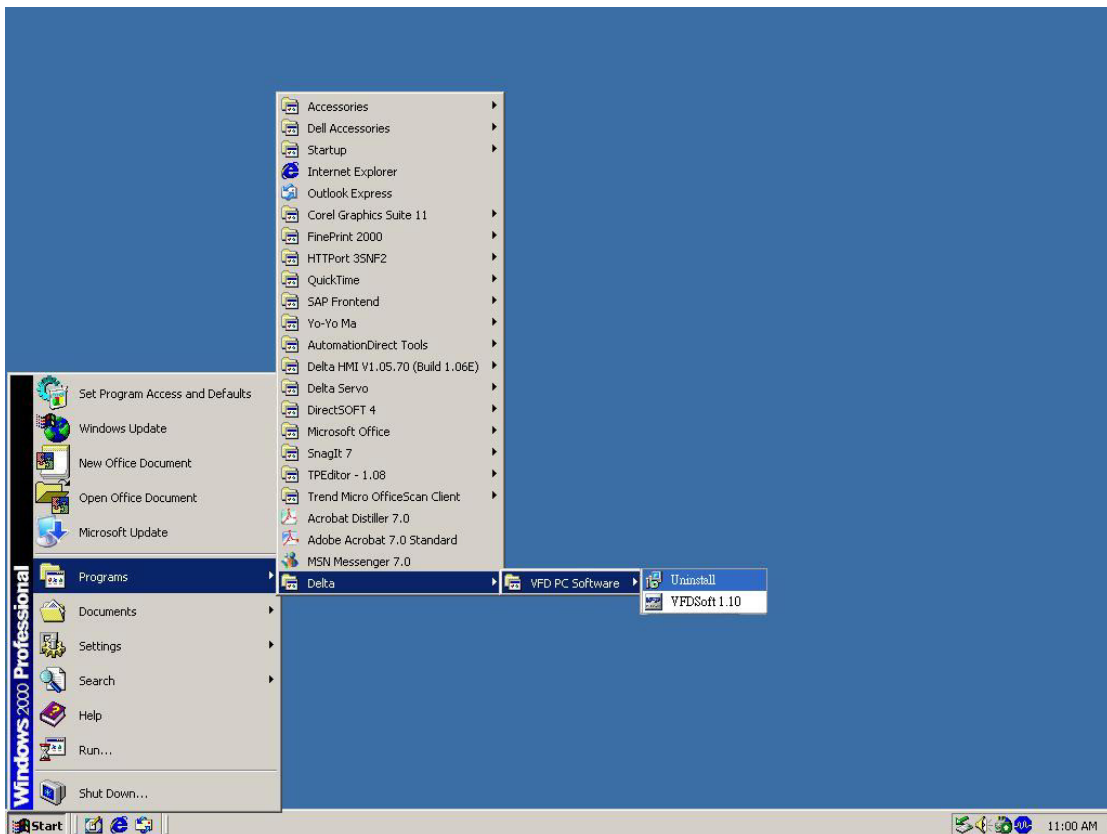 Accessories
Dell Accessories
Startup
Internet Explorer
Outlook Express
Corel Graphics Suite 11
FinePrint 2000
HTTPort 3SNF2
QuickTime
SAP Frontend
Yo-Yo Ma
AutomationDirect Tools
Delta HMI V1.05.70 (Build 1.06E)
Delta Servo
DirectSOFT 4
Microsoft Office
SnagIt 7
TPEditor - 1.08
Trend Micro OfficeScan Client
Acrobat Distiller 7.0
Adobe Acrobat 7.0 Standard
MSN Messenger 7.0
Delta
VFD PC Software
Uninstall
VFDSoft 1.10
Set Program Access and Defaults
Windows Update
New Office Document
Open Office Document
Microsoft Update
Programs
Documents
Settings
Search
Help
Run...
Shut Down...
Windows 2000 Professional
Start
11:00 AM